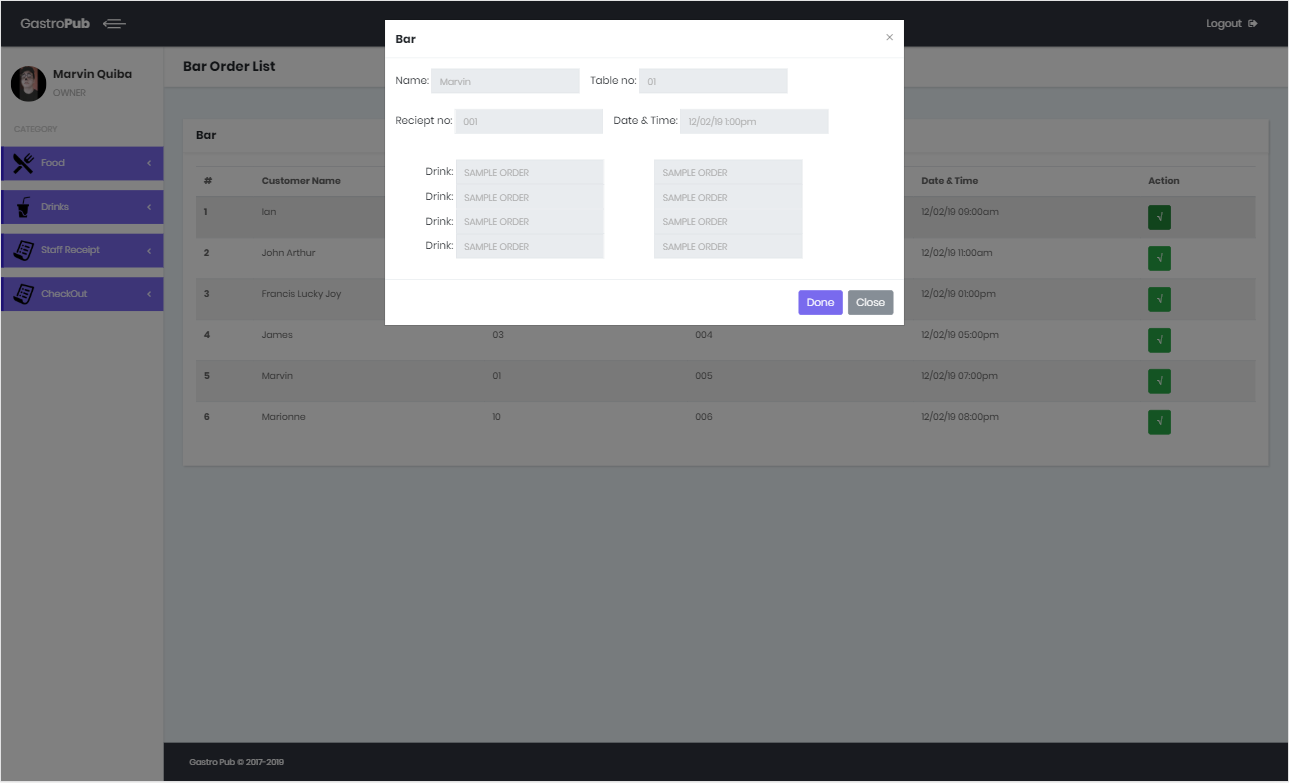 GastroPub
Logout
Bar
×
Name: Marvin Table no: 01
Reciept no: 001 Date & Time: 12/02/19 1:00pm
Drink: SAMPLE ORDER SAMPLE ORDER
Drink: SAMPLE ORDER SAMPLE ORDER
Drink: SAMPLE ORDER SAMPLE ORDER
Drink: SAMPLE ORDER SAMPLE ORDER
Done Close
Marvin Quiba
OWNER
CATEGORY
Food
Drinks
Staff Receipt
CheckOut
Bar Order List
Bar
# Customer Name Date & Time Action
1 Ian 12/02/19 09:00am √
2 John Arthur 12/02/19 11:00am √
3 Francis Lucky Joy 12/02/19 01:00pm √
4 James 03 004 12/02/19 05:00pm √
5 Marvin 01 005 12/02/19 07:00pm √
6 Marionne 10 006 12/02/19 08:00pm √
Gastro Pub © 2017-2019